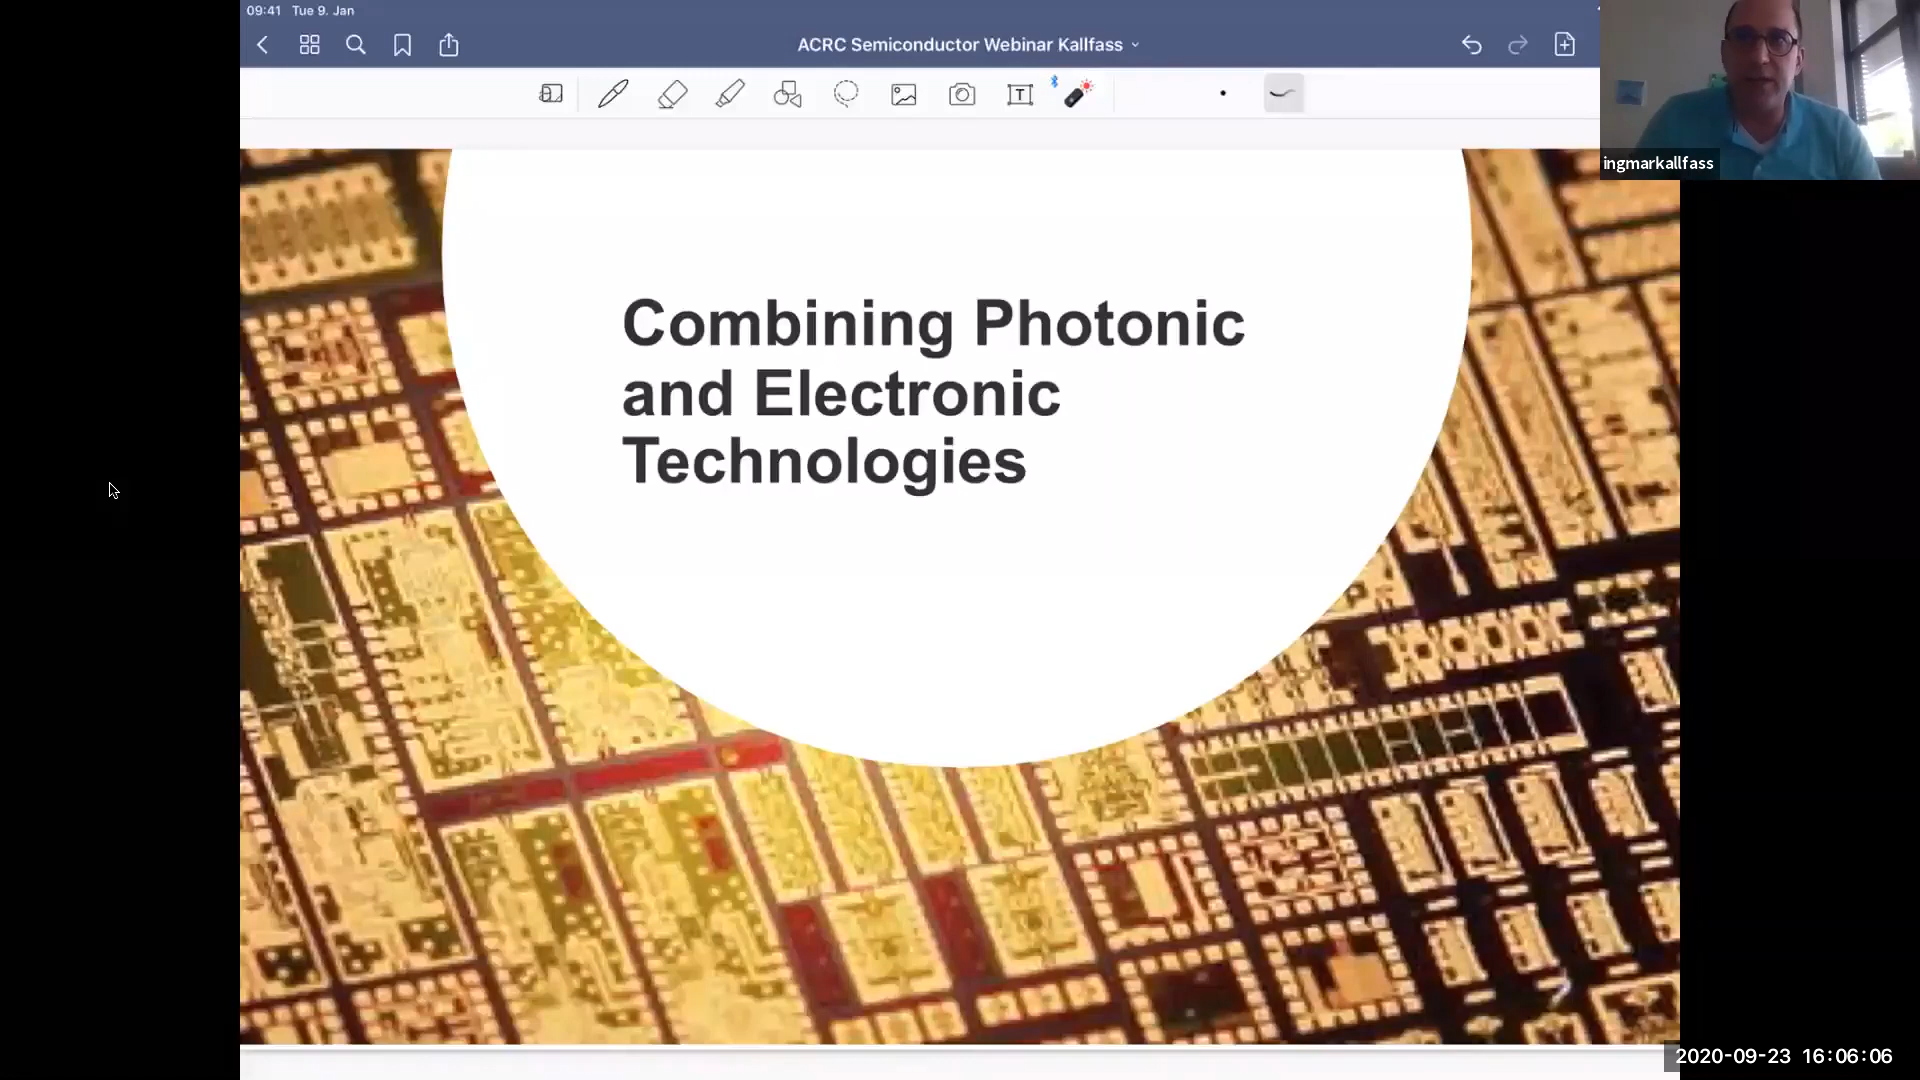 09:41 Tue 9. Jan
ACRC Semiconductor Webinar Kallfass
T
ingmarkallfass
Combining Photonic
and Electronic
Technologies
2020-09-23 16:06:06